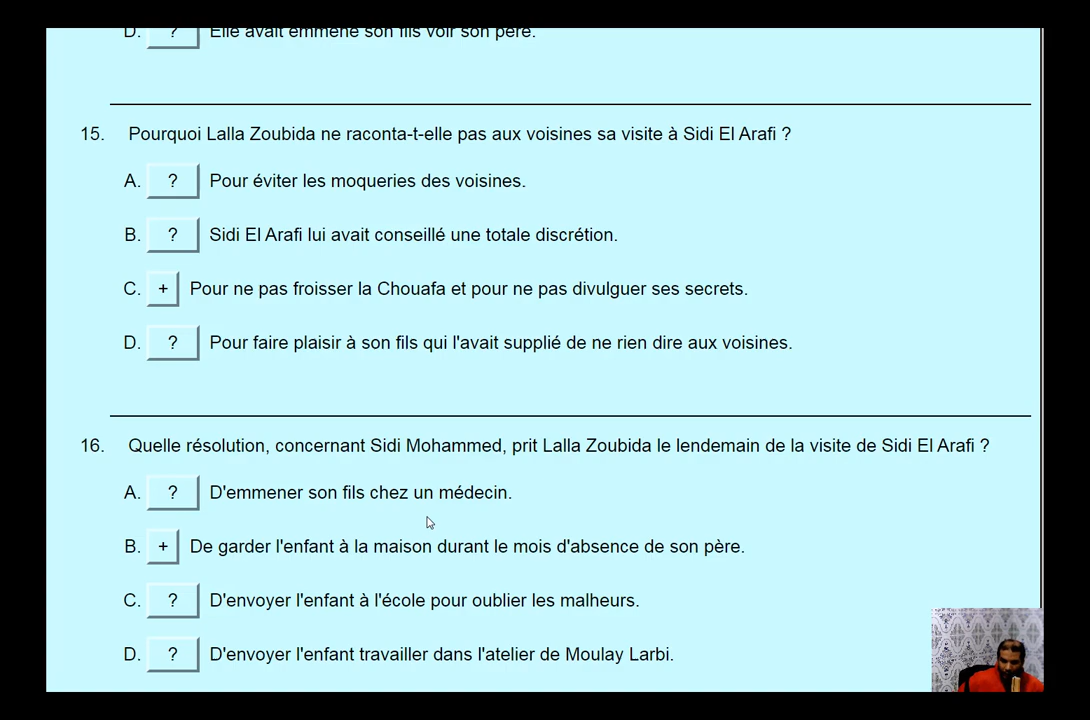 D. ? Elle avait emmené son fils voir son père.
15. Pourquoi Lalla Zoubida ne raconta-t-elle pas aux voisines sa visite à Sidi El Arafi ?
A. ? Pour éviter les moqueries des voisines.
B. ? Sidi El Arafi lui avait conseillé une totale discrétion.
C. + Pour ne pas froisser la Chouafa et pour ne pas divulguer ses secrets.
D. ? Pour faire plaisir à son fils qui l'avait supplié de ne rien dire aux voisines.
16. Quelle résolution, concernant Sidi Mohammed, prit Lalla Zoubida le lendemain de la visite de Sidi El Arafi ?
A. ? D'emmener son fils chez un médecin.
B. + De garder l'enfant à la maison durant le mois d'absence de son père.
C. ? D'envoyer l'enfant à l'école pour oublier les malheurs.
D. ? D'envoyer l'enfant travailler dans l'atelier de Moulay Larbi.